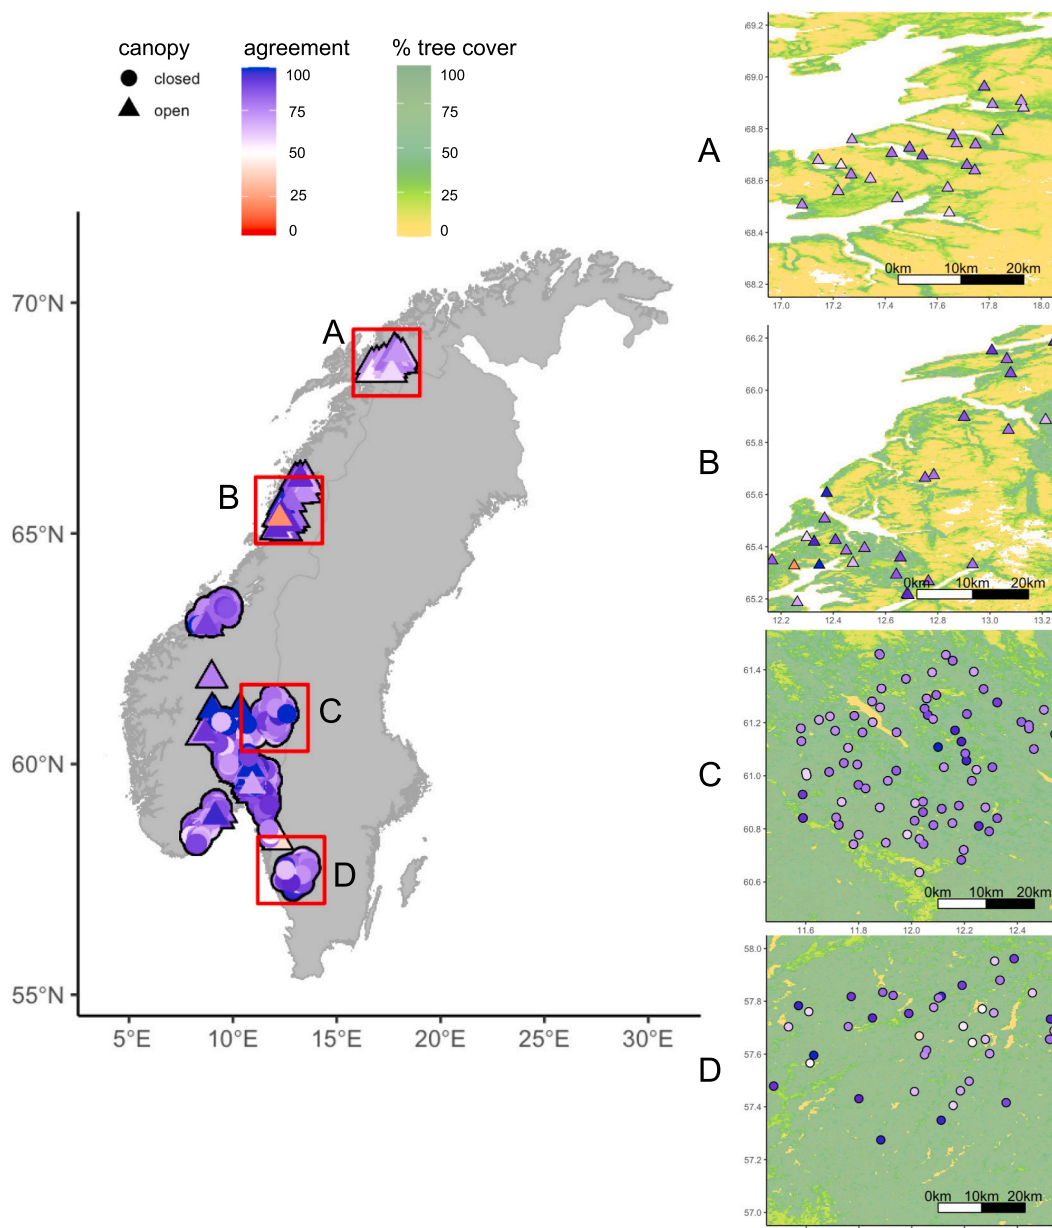 canopy
closed
open
agreement
100
75
50
25
0
% tree cover
100
75
50
25
0
70°N
65°N
60°N
55°N
5°E
10°E
15°E
20°E
25°E
30°E
A
B
C
D
A
69.2
69.0
68.8
68.6
68.4
68.2
0km 10km 20km
17.0 17.2 17.4 17.6 17.8 18.0
B
66.2
66.0
65.8
65.6
65.4
65.2
0km 10km 20km
12.2 12.4 12.6 12.8 13.0 13.2
C
61.4
61.2
61.0
60.8
60.6
0km 10km 20km
11.6 11.8 12.0 12.2 12.4
D
58.0
57.8
57.6
57.4
57.2
57.0
0km 10km 20km